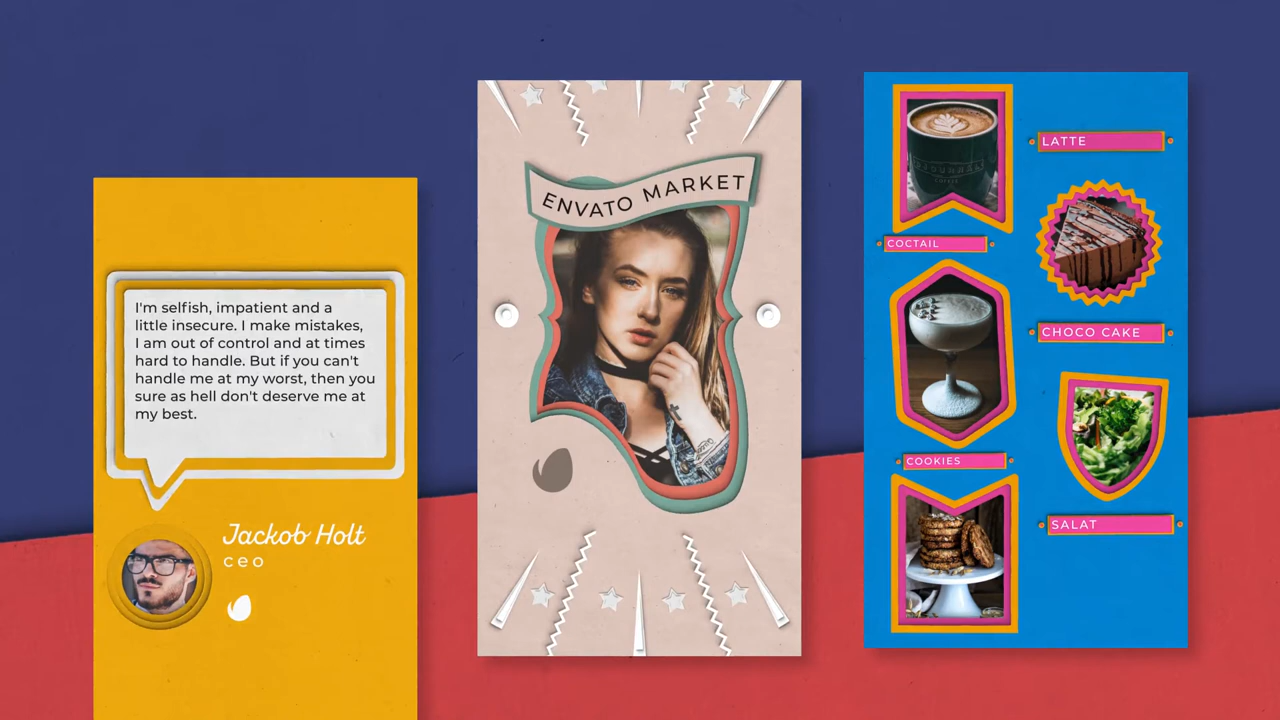 I'm selfish, impatient and a
little insecure. I make mistakes,
I am out of control and at times
hard to handle. But if you can't
handle me at my worst, then you
sure as hell don't deserve me at
my best.
Jackob Holt
ceo
ENVATO MARKET
LATTE
COCTAIL
CHOCO CAKE
COOKIES
SALAT